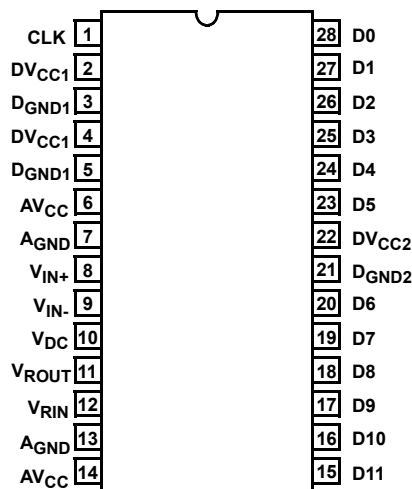 CLK 1 28 D0
DVCC1 2 27 D1
DGND1 3 26 D2
DVCC1 4 25 D3
DGND1 5 24 D4
AVCC 6 23 D5
AGND 7 22 DVCC2
VIN+ 8 21 DGND2
VIN- 9 20 D6
VDC 10 19 D7
VROUT 11 18 D8
VRIN 12 17 D9
AGND 13 16 D10
AVCC 14 15 D11